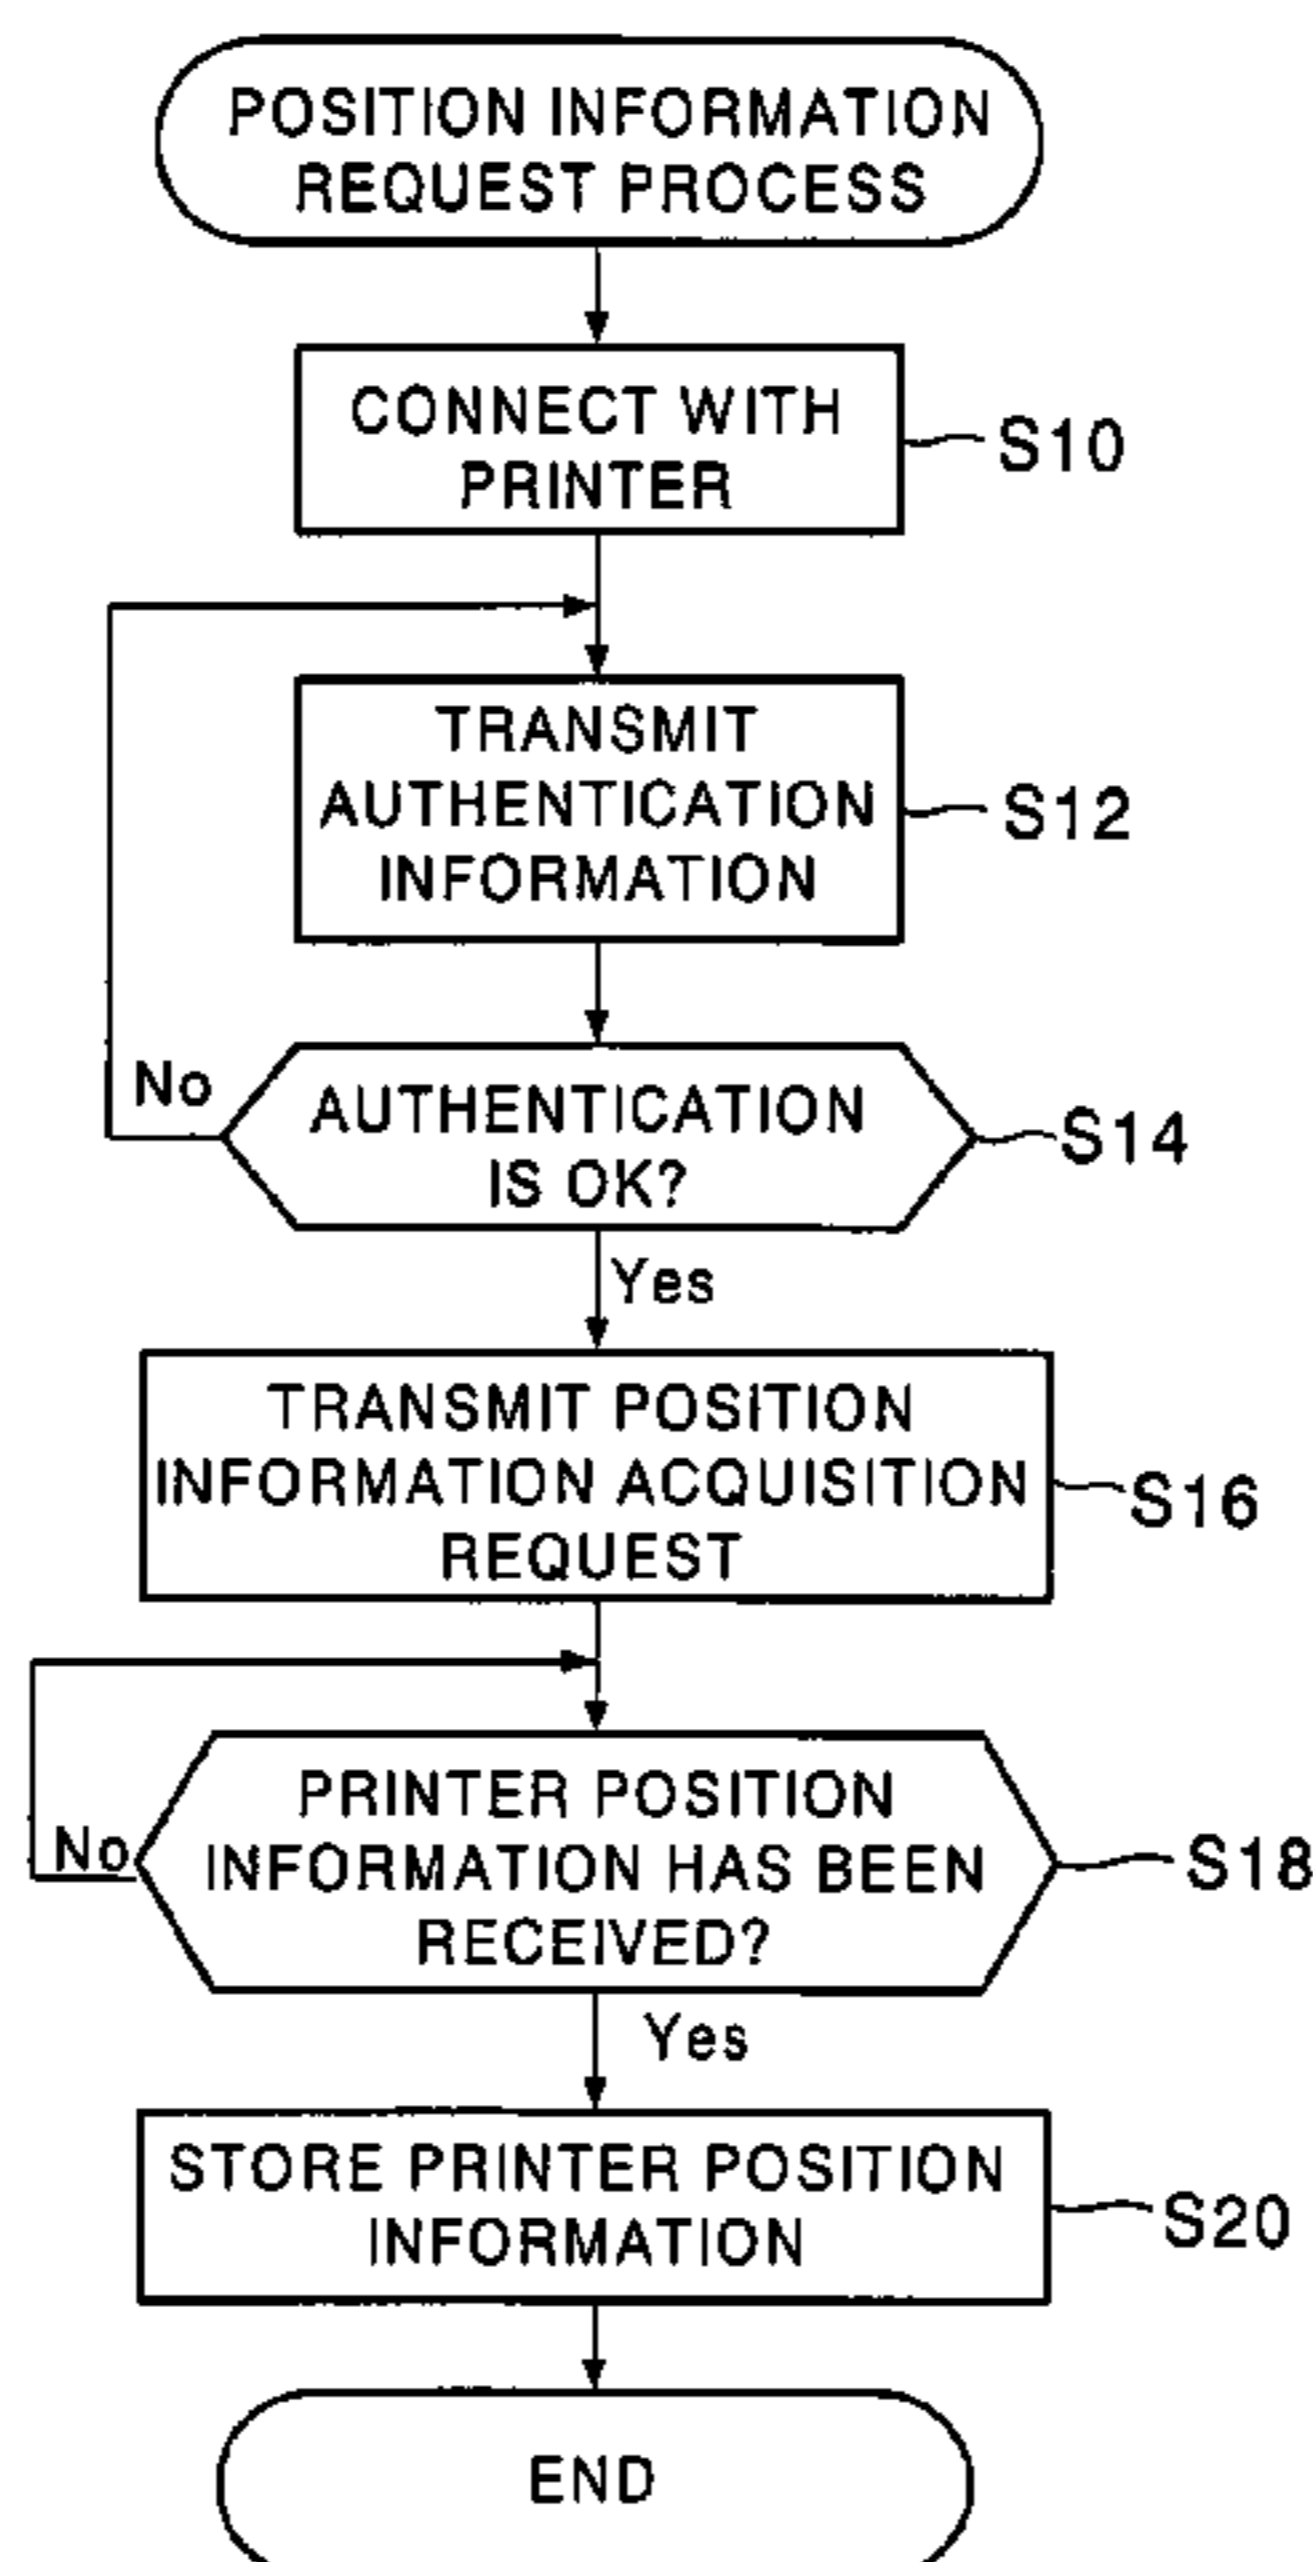 POSITION INFORMATION
REQUEST PROCESS
CONNECT WITH
PRINTER
S10
TRANSMIT
AUTHENTICATION
INFORMATION
S12
No
AUTHENTICATION
IS OK?
S14
Yes
TRANSMIT POSITION
INFORMATION ACQUISITION
REQUEST
S16
PRINTER POSITION
INFORMATION HAS BEEN
RECEIVED?
No
S18
Yes
STORE PRINTER POSITION
INFORMATION
S20
END